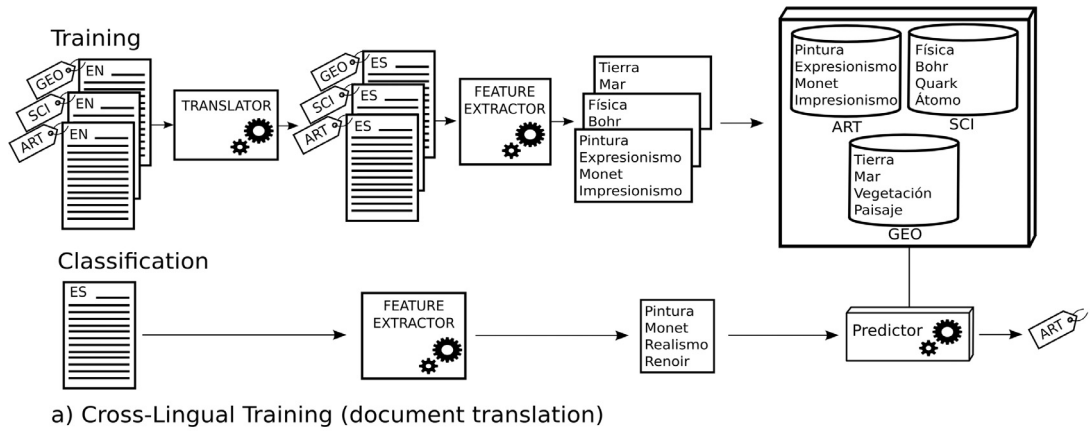 Training
GEO
EN
SCI
EN
ART
EN
TRANSLATOR
GEO
ES
SCI
ES
ART
ES
FEATURE
EXTRACTOR
Tierra
Mar
Física
Bohr
Pintura
Expresionismo
Monet
Impresionismo
Pintura
Expresionismo
Monet
Impresionismo
ART
Física
Bohr
Quark
Átomo
SCI
Tierra
Mar
Vegetación
Paisaje
GEO
Classification
ES
FEATURE
EXTRACTOR
Pintura
Monet
Realismo
Renoir
Predictor
ART
a) Cross-Lingual Training (document translation)